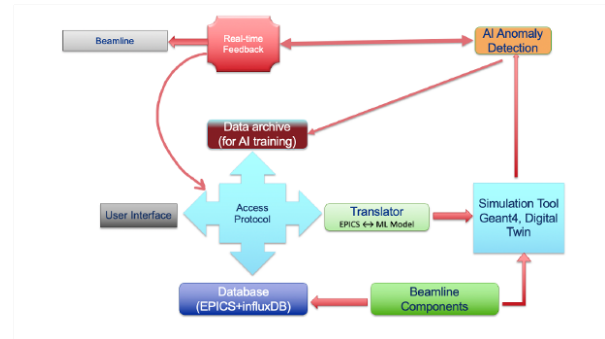 Beamline
Real-time
Feedback
AI Anomaly
Detection
Data archive
(for AI training)
User Interface
Access
Protocol
Translator
EPICS ↔ ML Model
Simulation Tool
Geant4, Digital
Twin
Database
(EPICS+influxDB)
Beamline
Components